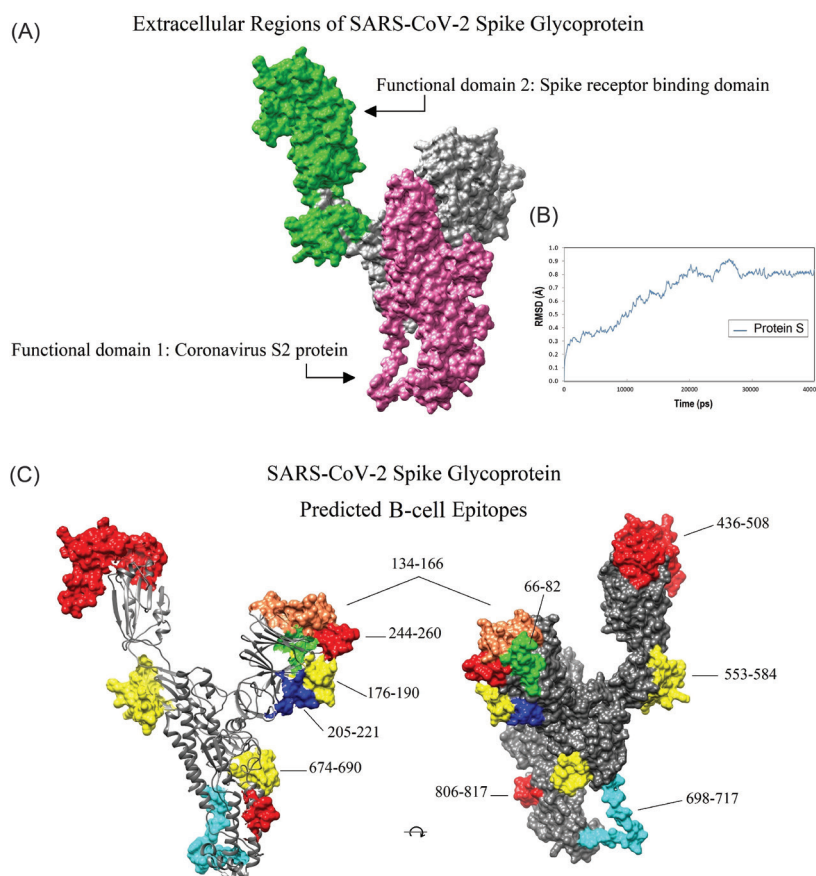 (A)
Extracellular Regions of SARS-CoV-2 Spike Glycoprotein
Functional domain 2: Spike receptor binding domain
Functional domain 1: Coronavirus S2 protein
(B)
1.0
0.9
0.8
0.7
0.6
0.5
0.4
0.3
0.2
0.1
0.0
RMSD (Å)
Protein S
0
10000
20000
30000
4000
Time (ps)
(C)
SARS-CoV-2 Spike Glycoprotein
Predicted B-cell Epitopes
436-508
134-166
66-82
244-260
553-584
176-190
205-221
674-690
806-817
698-717